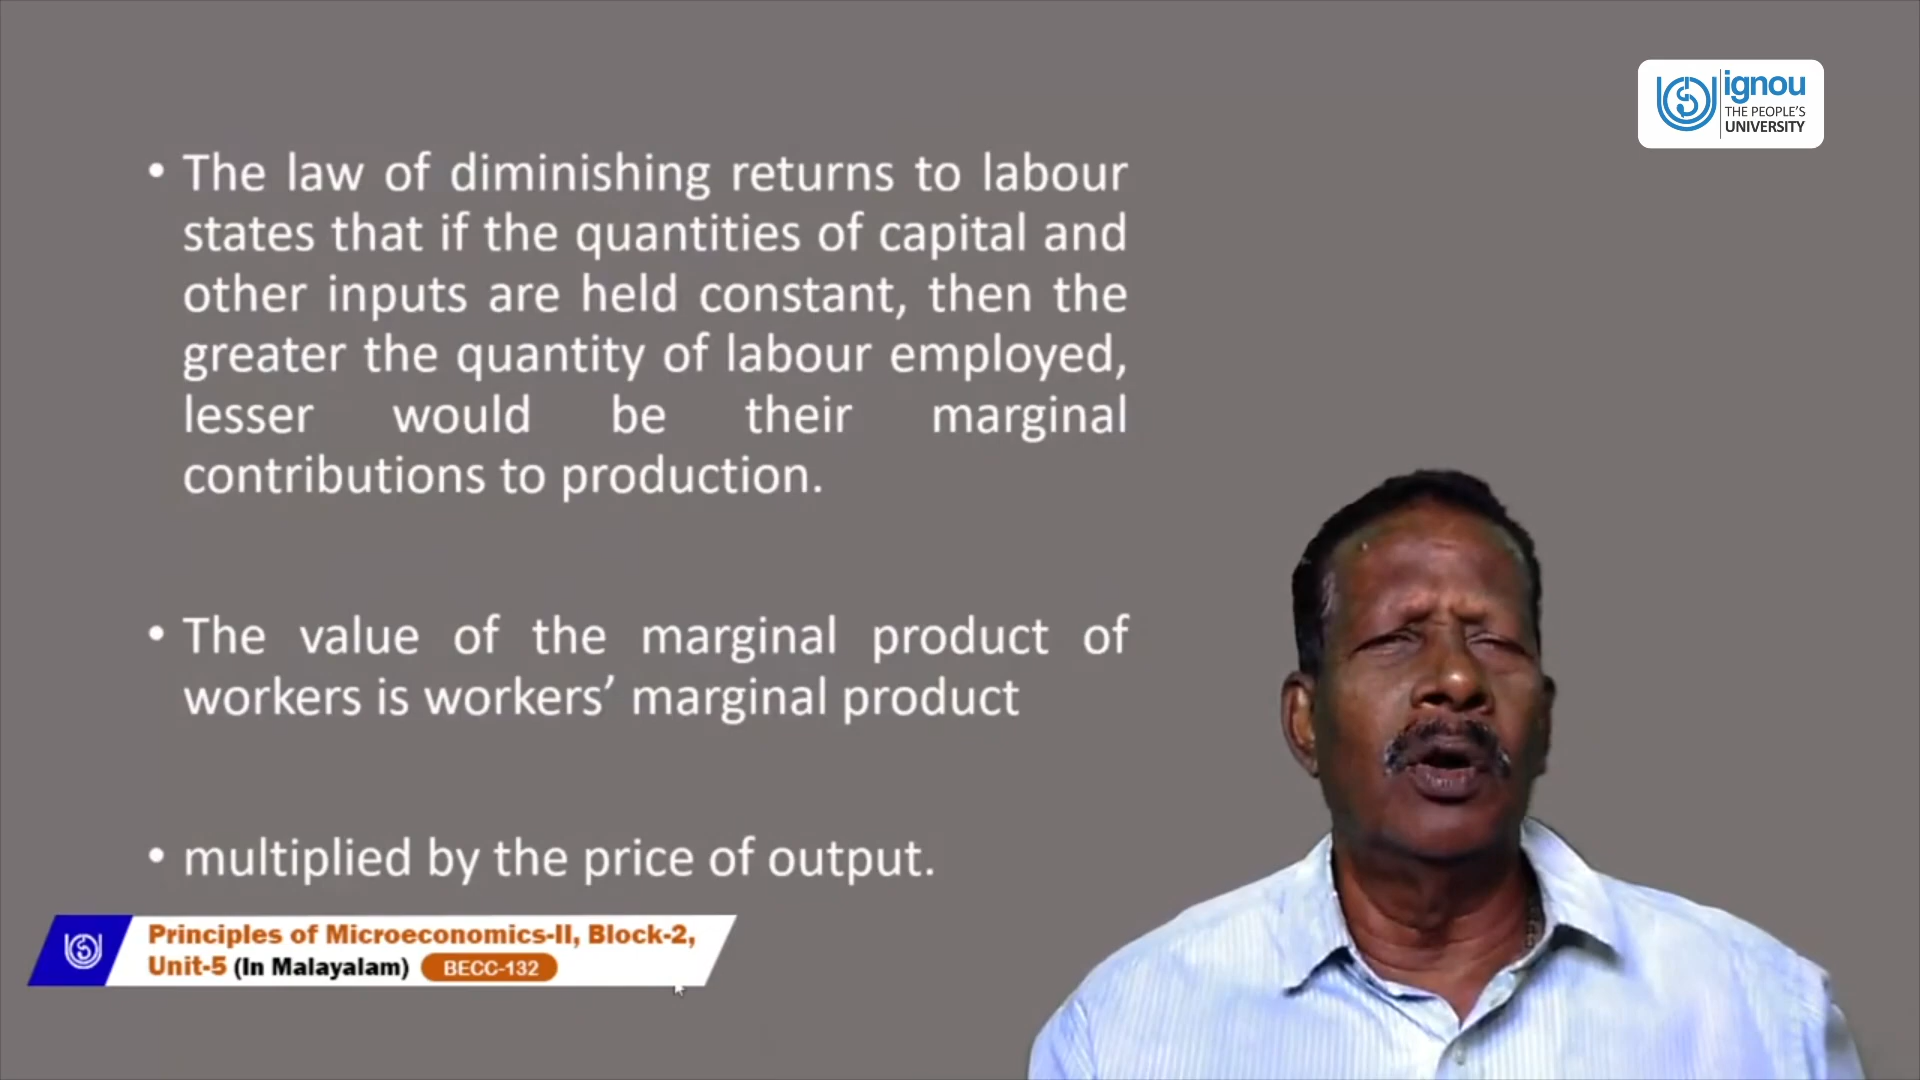 ignou
THE PEOPLE'S
UNIVERSITY
• The law of diminishing returns to labour
states that if the quantities of capital and
other inputs are held constant, then the
greater the quantity of labour employed,
lesser would be their marginal
contributions to production.
• The value of the marginal product of
workers is workers’ marginal product
• multiplied by the price of output.
Principles of Microeconomics-II, Block-2,
Unit-5 (In Malayalam) BECC-132